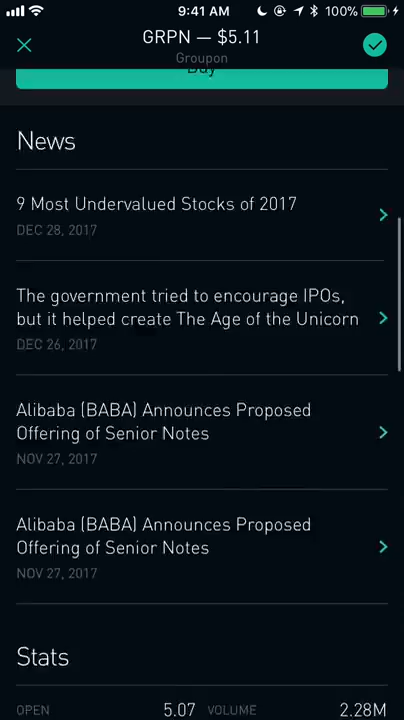 9:41 AM 100%
GRPN — $5.11
Groupon
Buy
News
9 Most Undervalued Stocks of 2017
DEC 28, 2017
The government tried to encourage IPOs,
but it helped create The Age of the Unicorn
DEC 26, 2017
Alibaba (BABA) Announces Proposed
Offering of Senior Notes
NOV 27, 2017
Alibaba (BABA) Announces Proposed
Offering of Senior Notes
NOV 27, 2017
Stats
OPEN 5.07 VOLUME 2.28M